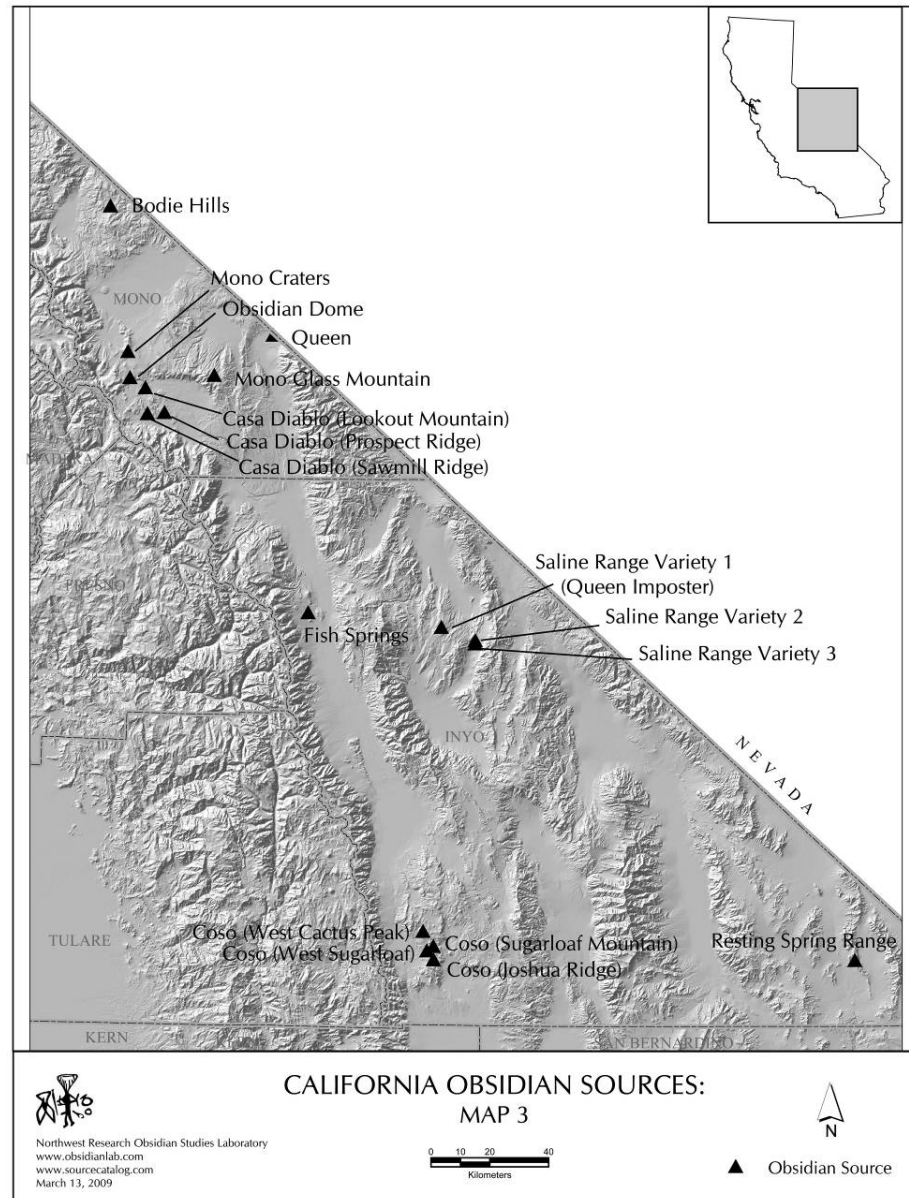 Bodie Hills
Mono Craters
MONO
Obsidian Dome
Queen
Mono Glass Mountain
Casa Diablo (Lookout Mountain)
Casa Diablo (Prospect Ridge)
Casa Diablo (Sawmill Ridge)
Saline Range Variety 1
(Queen Imposter)
FRESNO
Saline Range Variety 2
Fish Springs
Saline Range Variety 3
INYO
NEVADA
Coso (West Cactus Peak)
TULARE
Coso (Sugarloaf Mountain)
Resting Spring Range
Coso (West Sugarloaf)
Coso (Joshua Ridge)
KERN
SAN BERNARDINO
CALIFORNIA OBSIDIAN SOURCES:
MAP 3
N
Northwest Research Obsidian Studies Laboratory
www.obsidianlab.com
www.sourcecatalog.com
March 13, 2009
0 10 20 40
Kilometers
Obsidian Source